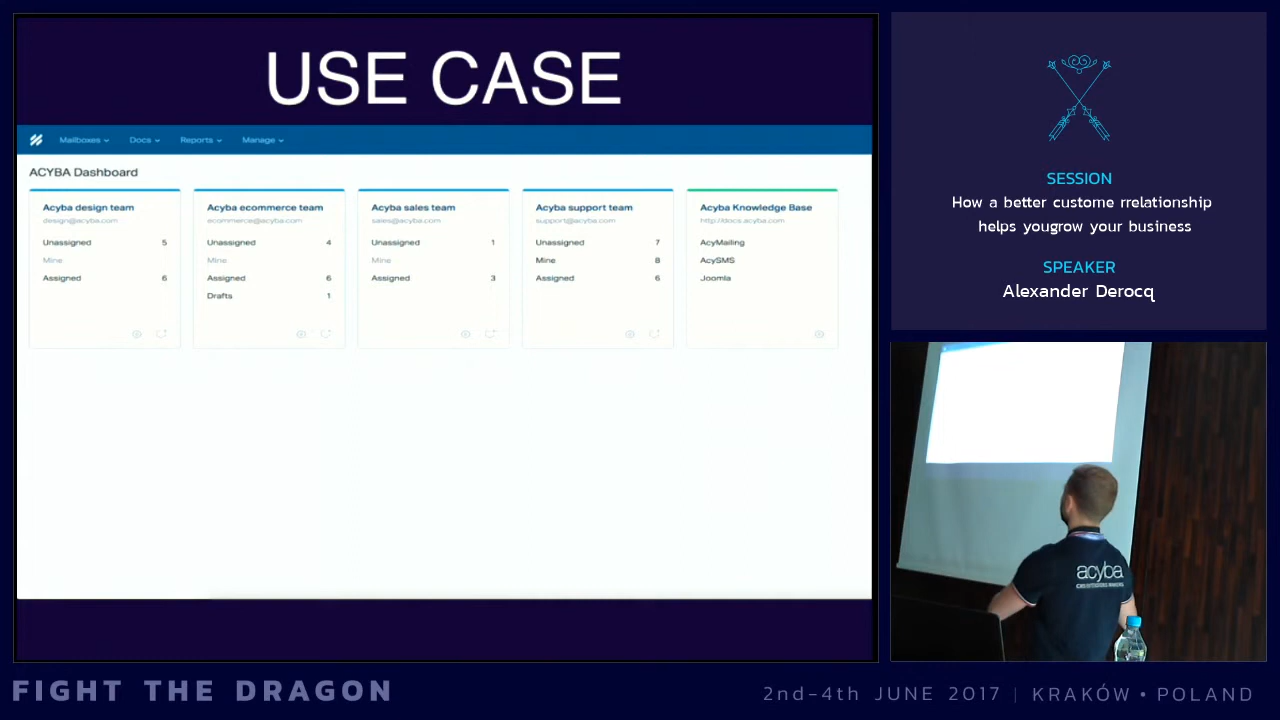 USE CASE
Mailboxes Docs Reports Manage
ACYBA Dashboard
Acyba design team
design@acyba.com
Unassigned 5
Mine
Assigned 6
Acyba ecommerce team
ecommerce@acyba.com
Unassigned 4
Mine
Assigned 6
Drafts 1
Acyba sales team
sales@acyba.com
Unassigned 1
Mine
Assigned 3
Acyba support team
support@acyba.com
Unassigned 7
Mine 8
Assigned 6
Acyba Knowledge Base
http://docs.acyba.com
AcyMailing
AcySMS
Joomla
SESSION
How a better custome rrelationship
helps yougrow your business
SPEAKER
Alexander Derocq
acyba
FIGHT THE DRAGON
2nd-4th JUNE 2017 | KRAKÓW • POLAND